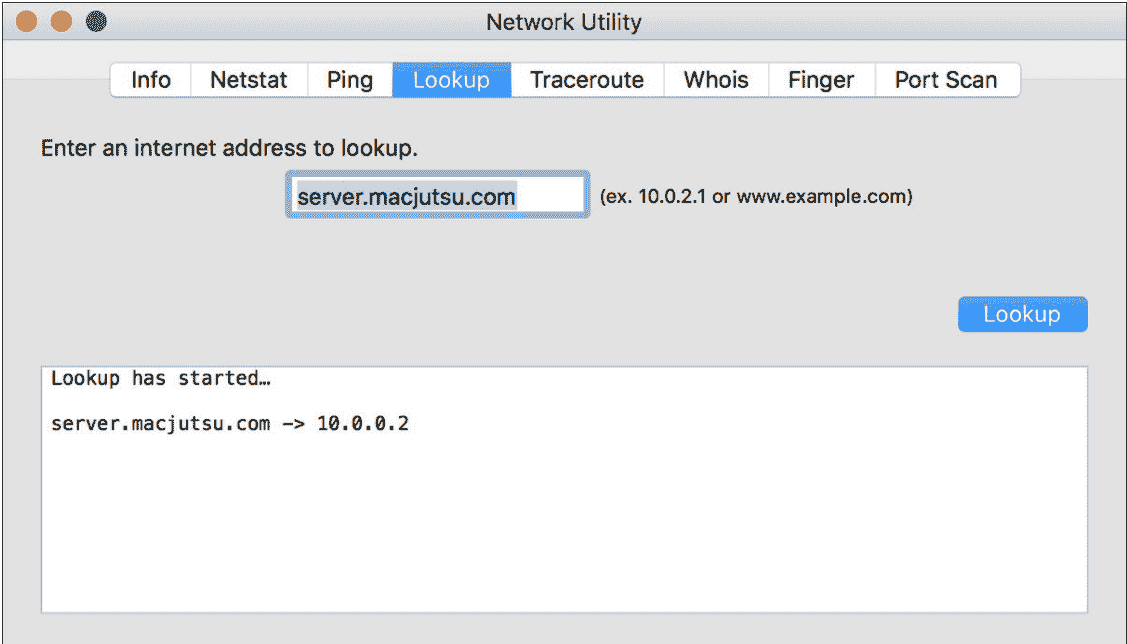 Network Utility
Info Netstat Ping Lookup Traceroute Whois Finger Port Scan
Enter an internet address to lookup.
server.macjutsu.com (ex. 10.0.2.1 or www.example.com)
Lookup
Lookup has started…
server.macjutsu.com -> 10.0.0.2